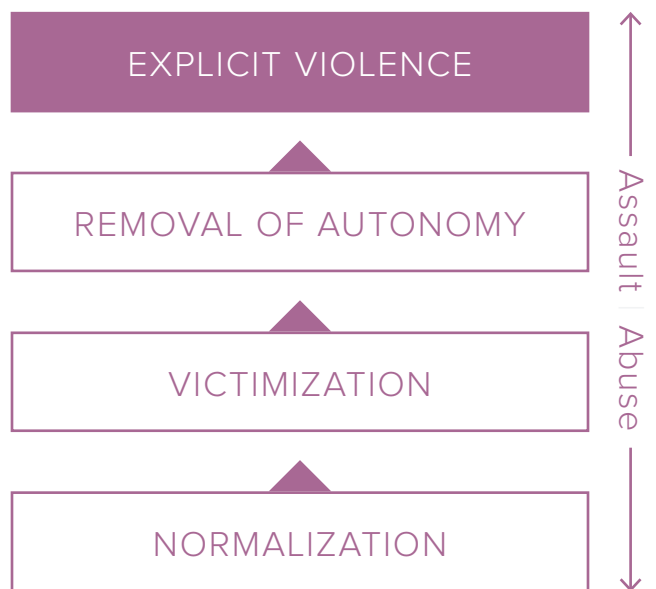 EXPLICIT VIOLENCE
REMOVAL OF AUTONOMY
VICTIMIZATION
NORMALIZATION
Assault | Abuse